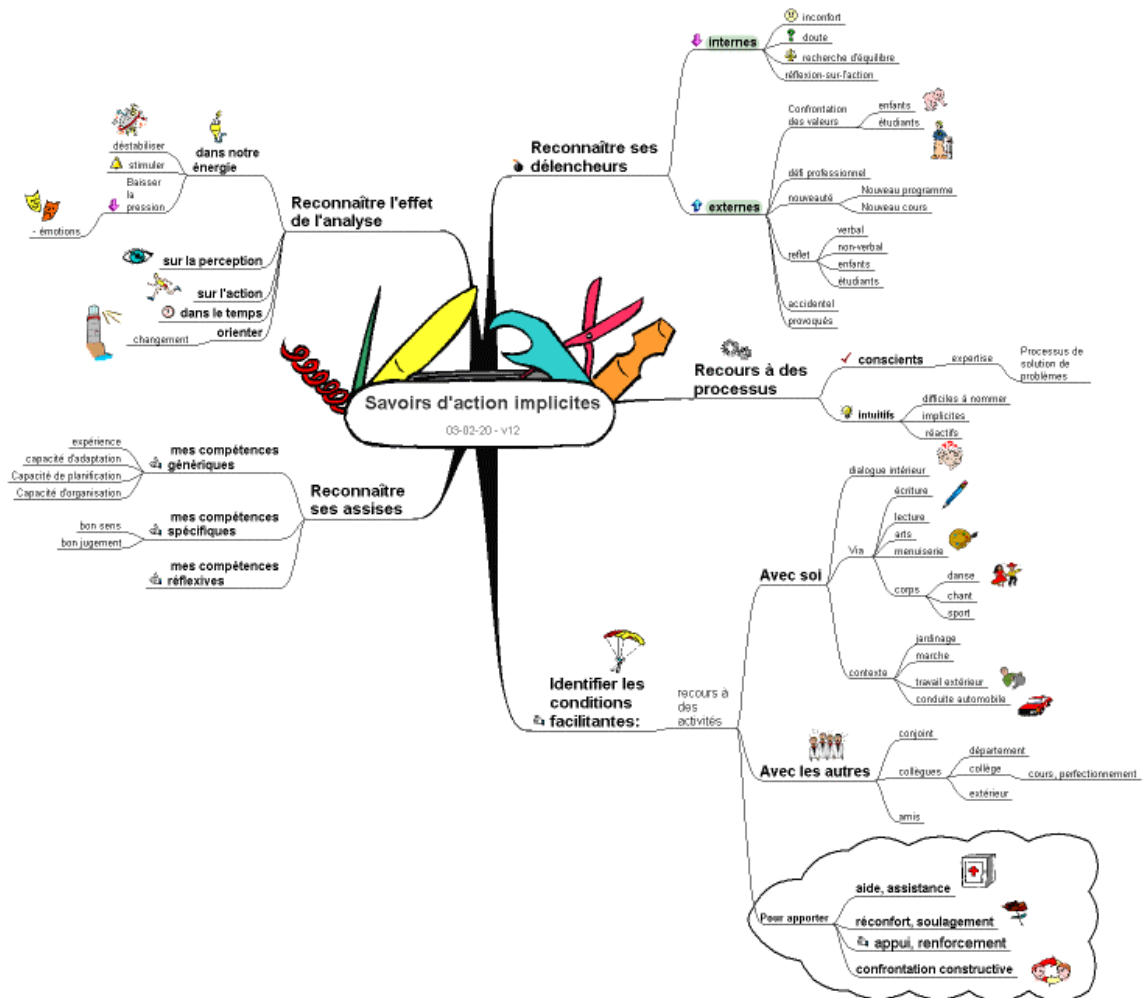 Savoirs d'action implicites
03-02-20 - v12
Reconnaître ses
délencheurs
internes
inconfort
doute
recherche d'équilibre
réflexion-sur-l'action
externes
Confrontation
des valeurs
enfants
étudiants
défi professionnel
nouveauté
Nouveau programme
Nouveau cours
reflet
verbal
non-verbal
enfants
étudiants
accidentel
provoqués
Recours à des
processus
conscients
expertise
Processus de
solution de
problèmes
intuitifs
difficiles à nommer
implicites
réactifs
Identifier les
conditions
facilitantes:
recours à
des
activités
Avec soi
dialogue intérieur
Via
écriture
lecture
arts
menuiserie
corps
danse
chant
sport
contexte
jardinage
marche
travail extérieur
conduite automobile
Avec les autres
conjoint
collègues
département
collège
cours, perfectionnement
extérieur
amis
Pour apporter
aide, assistance
réconfort, soulagement
appui, renforcement
confrontation constructive
Reconnaître
ses assises
mes compétences
génériques
expérience
capacité d'adaptation
Capacité de planification
Capacité d'organisation
mes compétences
spécifiques
bon sens
bon jugement
mes compétences
réflexives
Reconnaître l'effet
de l'analyse
dans notre
énergie
déstabiliser
stimuler
Baisser
la
pression
- émotions
sur la perception
sur l'action
dans le temps
orienter
changement